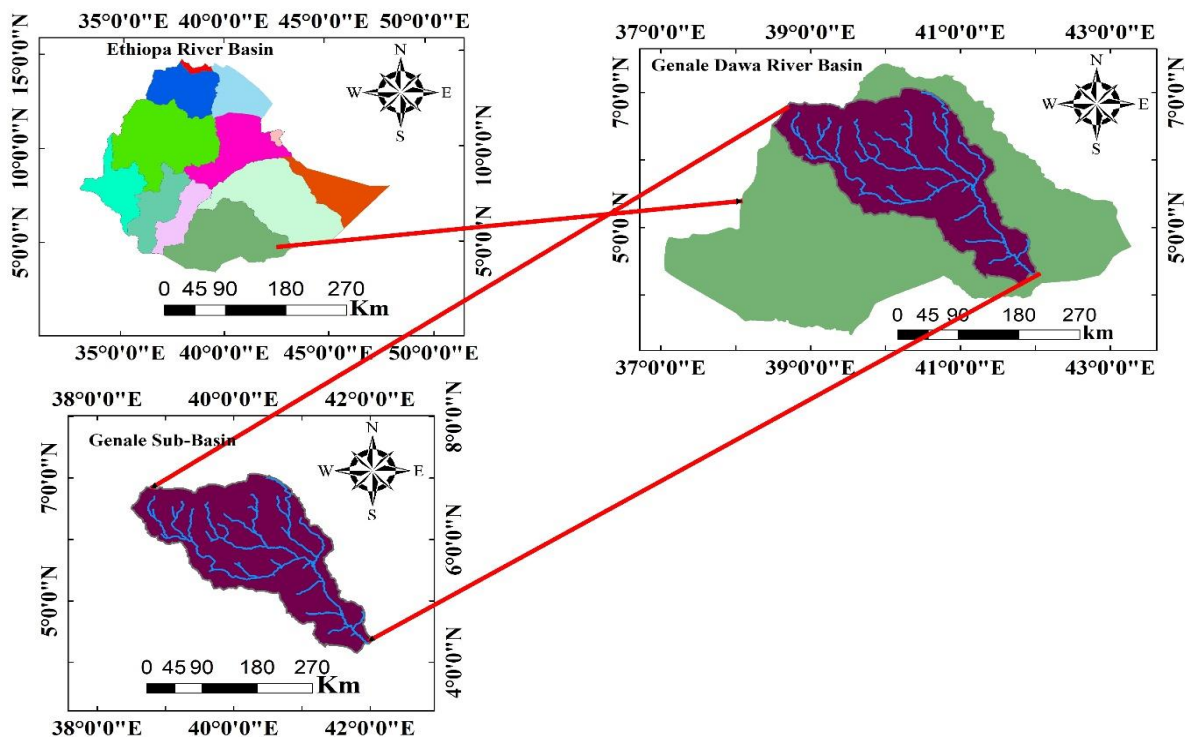 35°0'0"E 40°0'0"E 45°0'0"E 50°0'0"E
Ethiopa River Basin
N
W E
S
15°0'0"N 10°0'0"N 5°0'0"N
15°0'0"N 10°0'0"N 5°0'0"N
0 45 90 180 270
Km
35°0'0"E 40°0'0"E 45°0'0"E 50°0'0"E
37°0'0"E 39°0'0"E 41°0'0"E 43°0'0"E
Genale Dawa River Basin
N
W E
S
7°0'0"N 5°0'0"N
7°0'0"N 5°0'0"N
0 45 90 180 270
km
37°0'0"E 39°0'0"E 41°0'0"E 43°0'0"E
38°0'0"E 40°0'0"E 42°0'0"E
Genale Sub-Basin
N
W E
S
7°0'0"N 5°0'0"N
8°0'0"N 6°0'0"N 4°0'0"N
0 45 90 180 270
Km
38°0'0"E 40°0'0"E 42°0'0"E